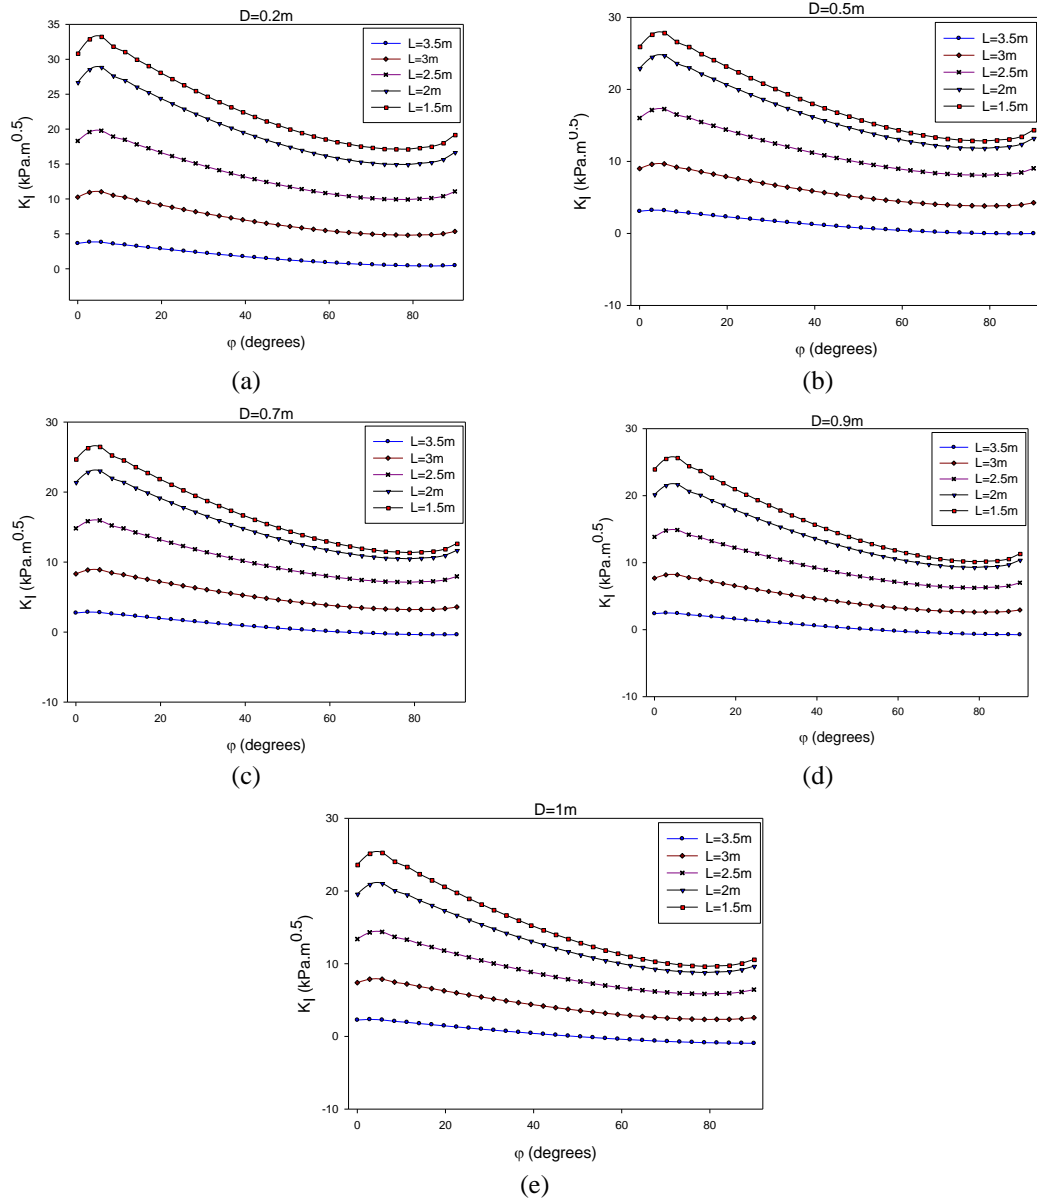 D=0.2m
35
30
25
20
15
10
5
0
K_I (kPa.m^0.5)
L=3.5m
L=3m
L=2.5m
L=2m
L=1.5m
0 20 40 60 80
φ (degrees)
(a)
D=0.5m
30
20
10
0
-10
K_I (kPa.m^0.5)
L=3.5m
L=3m
L=2.5m
L=2m
L=1.5m
0 20 40 60 80
φ (degrees)
(b)
D=0.7m
30
20
10
0
-10
K_I (kPa.m^0.5)
L=3.5m
L=3m
L=2.5m
L=2m
L=1.5m
0 20 40 60 80
φ (degrees)
(c)
D=0.9m
30
20
10
0
-10
K_I (kPa.m^0.5)
L=3.5m
L=3m
L=2.5m
L=2m
L=1.5m
0 20 40 60 80
φ (degrees)
(d)
D=1m
30
20
10
0
-10
K_I (kPa.m^0.5)
L=3.5m
L=3m
L=2.5m
L=2m
L=1.5m
0 20 40 60 80
φ (degrees)
(e)